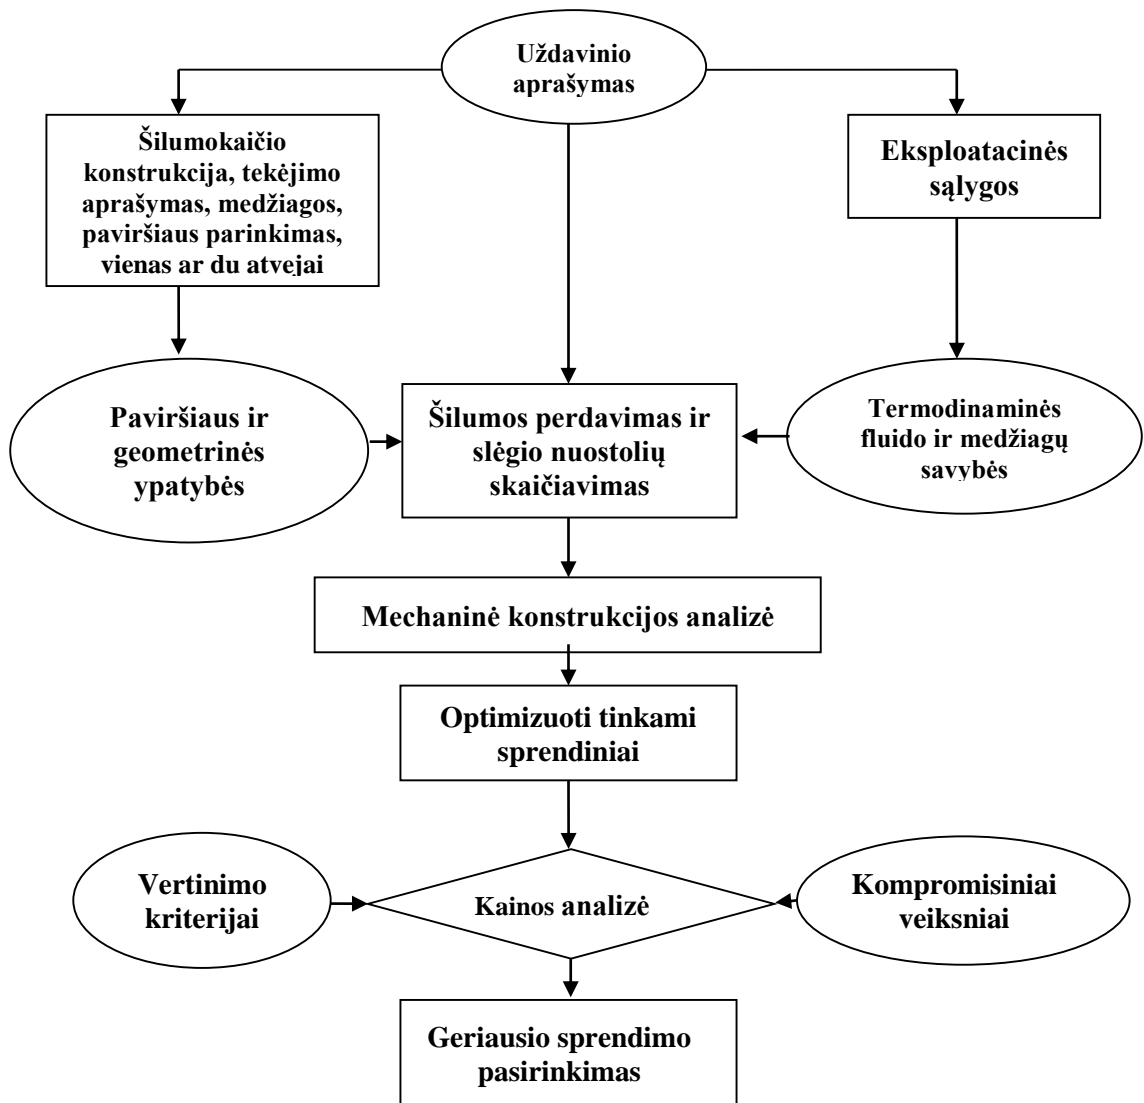 Uždavinio
aprašymas
Šilumokaičio
konstrukcija, tekėjimo
aprašymas, medžiagos,
paviršiaus parinkimas,
vienas ar du atvejai
Eksploatacinės
sąlygos
Paviršiaus ir
geometrinės
ypatybės
Šilumos perdavimas ir
slėgio nuostolių
skaičiavimas
Termodinaminės
fluido ir medžiagų
savybės
Mechaninė konstrukcijos analizė
Optimizuoti tinkami
sprendiniai
Vertinimo
kriterijai
Kainos analizė
Kompromisiniai
veiksniai
Geriausio sprendimo
pasirinkimas